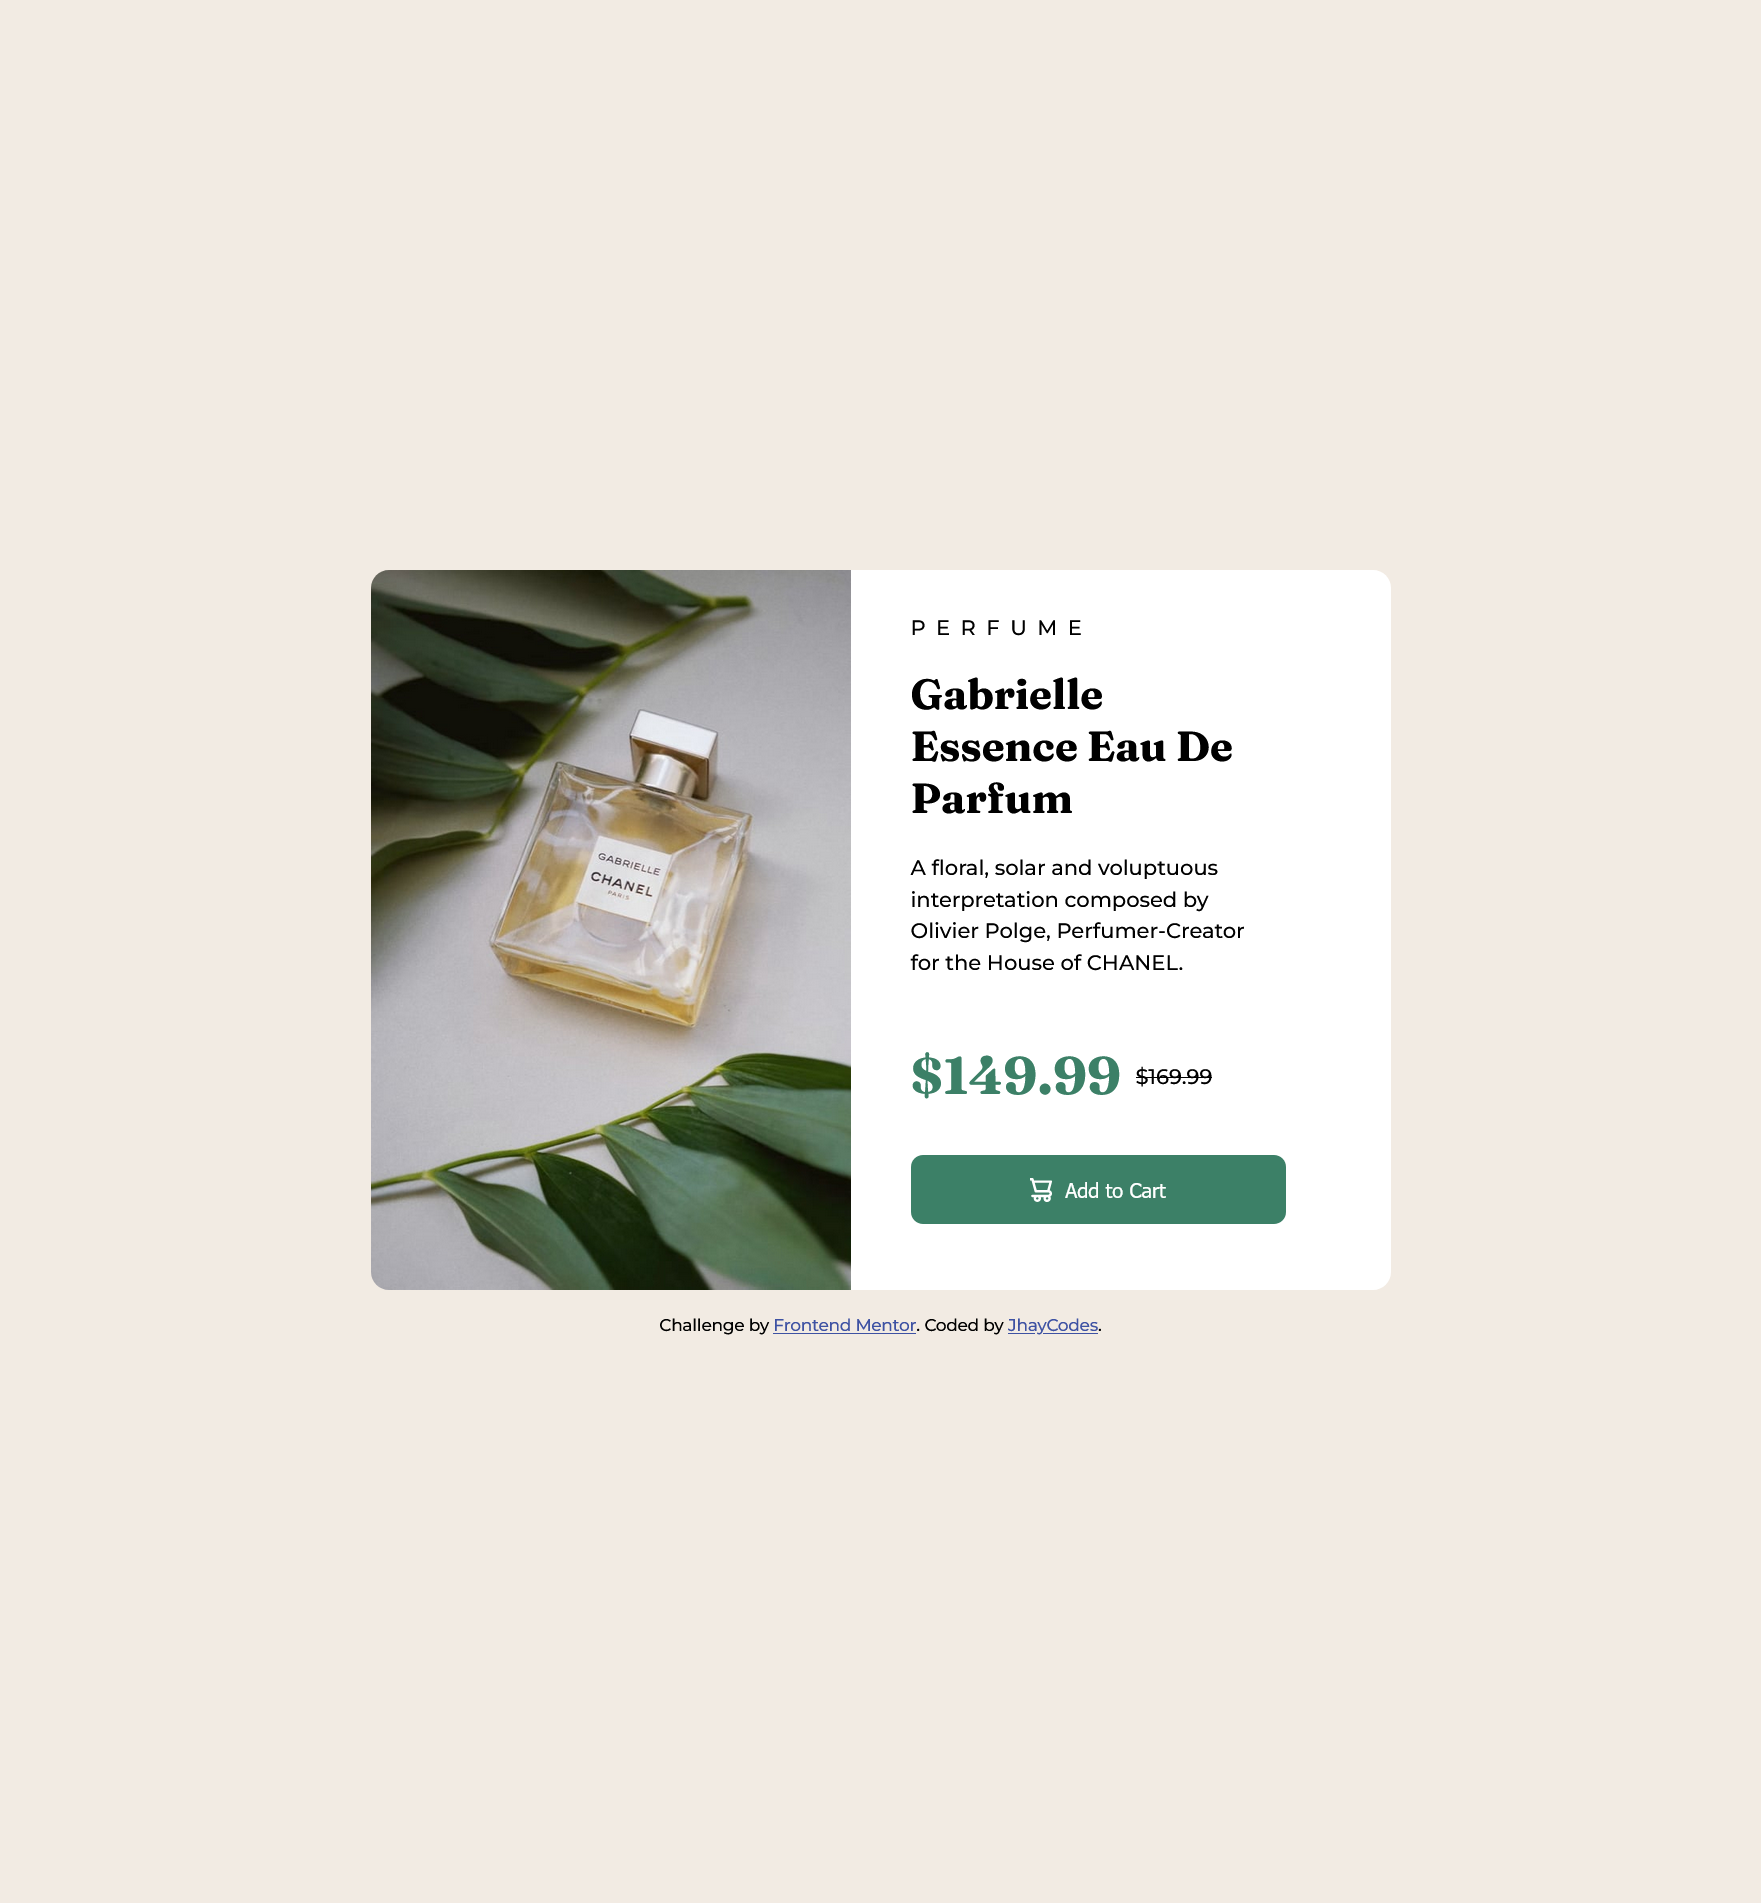 GABRIELLE
CHANEL
PARIS
PERFUME
Gabrielle
Essence Eau De
Parfum
A floral, solar and voluptuous
interpretation composed by
Olivier Polge, Perfumer-Creator
for the House of CHANEL.
$149.99 $169.99
Add to Cart
Challenge by Frontend Mentor. Coded by JhayCodes.